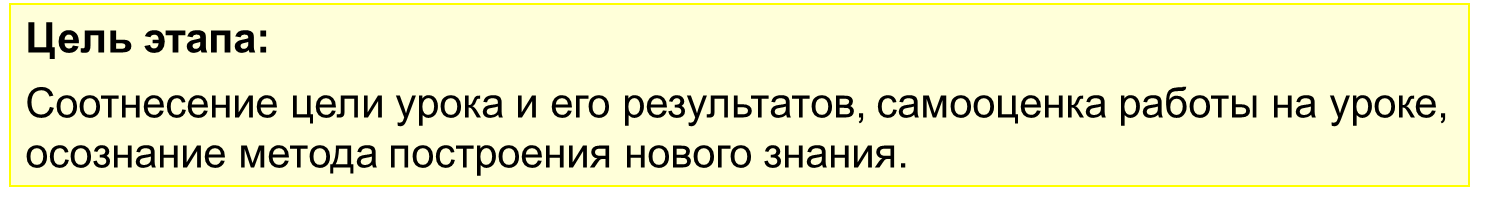 Цель этапа:
Соотнесение цели урока и его результатов, самооценка работы на уроке,
осознание метода построения нового знания.